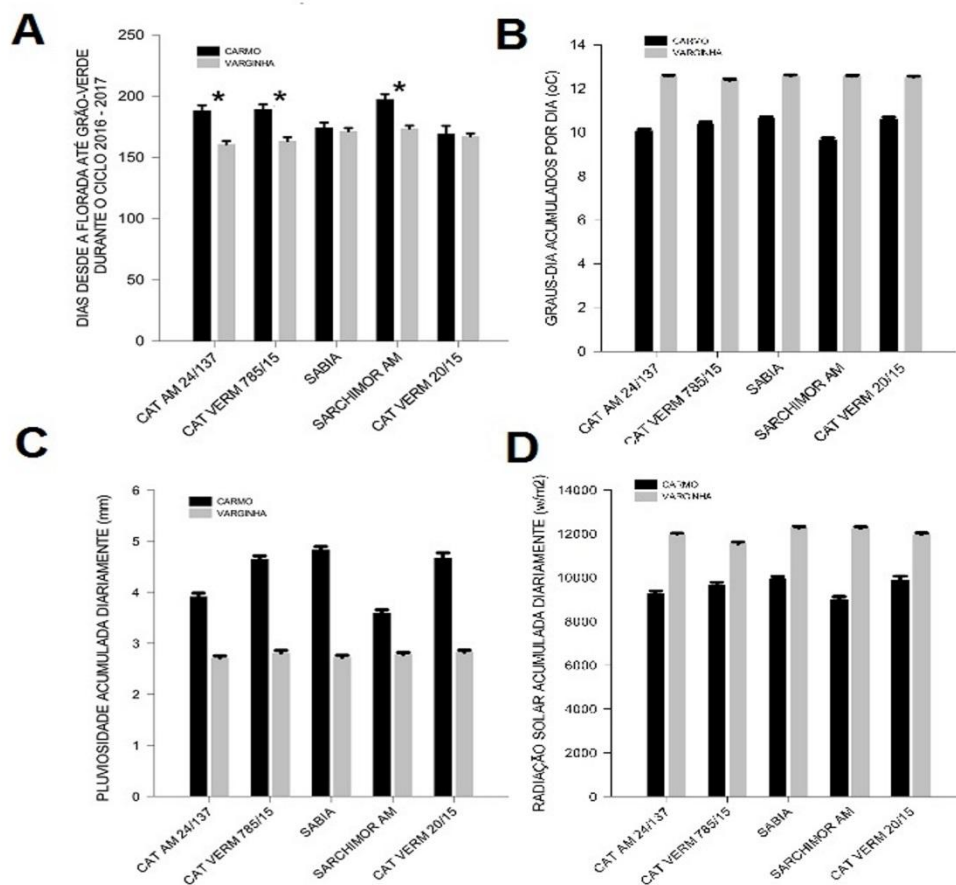 A
DIAS DESDE A FLORADA ATÉ GRÃO-VERDE
DURANTE O CICLO 2016 - 2017
250
200
150
100
50
0
CARMO
VARGINHA
*
*
*
CAT AM 24/137
CAT VERM 785/15
SABIA
SARCHIMOR AM
CAT VERM 20/15
B
GRAUS-DIA ACUMULADOS POR DIA (oC)
14
12
10
8
6
4
2
0
CARMO
VARGINHA
CAT AM 24/137
CAT VERM 785/15
SABIA
SARCHIMOR AM
CAT VERM 20/15
C
PLUVIOSIDADE ACUMULADA DIARIAMENTE (mm)
6
5
4
3
2
1
0
CARMO
VARGINHA
CAT AM 24/137
CAT VERM 785/15
SABIA
SARCHIMOR AM
CAT VERM 20/15
D
RADIAÇÃO SOLAR ACUMULADA DIARIAMENTE (w/m2)
14000
12000
10000
8000
6000
4000
2000
0
CARMO
VARGINHA
CAT AM 24/137
CAT VERM 785/15
SABIA
SARCHIMOR AM
CAT VERM 20/15